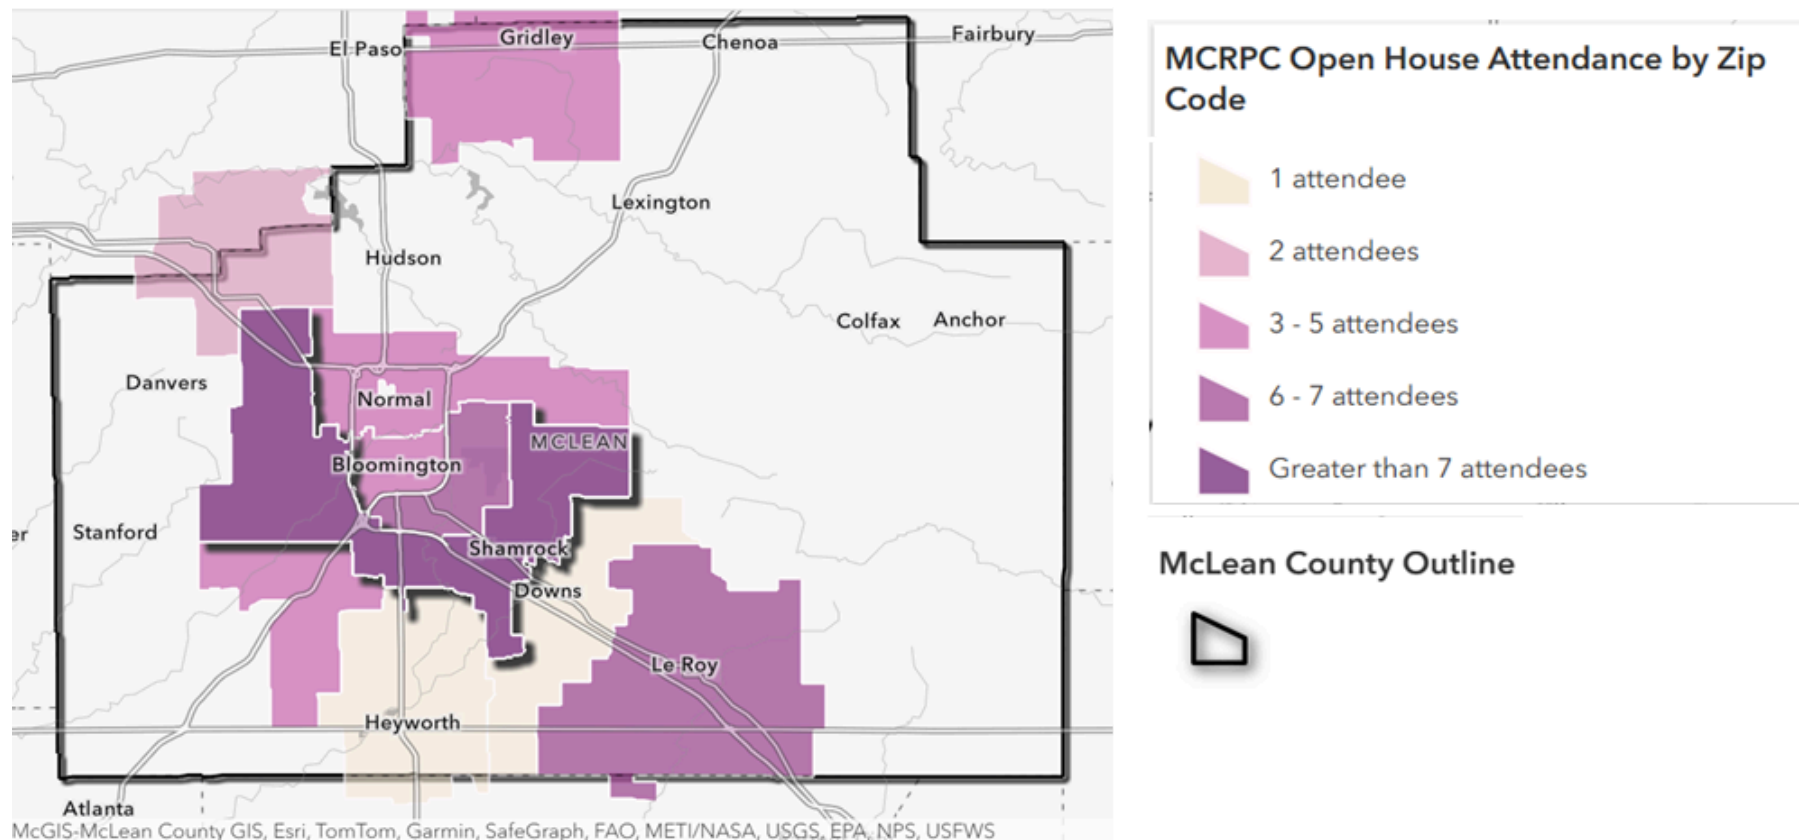 El Paso
Gridley
Chenoa
Fairbury
Lexington
Hudson
Colfax
Anchor
Danvers
Normal
MCLEAN
Bloomington
Stanford
er
Shamrock
Downs
Le Roy
Heyworth
Atlanta
McGIS-McLean County GIS, Esri, TomTom, Garmin, SafeGraph, FAO, METI/NASA, USGS, EPA, NPS, USFWS
MCRPC Open House Attendance by Zip
Code
1 attendee
2 attendees
3 - 5 attendees
6 - 7 attendees
Greater than 7 attendees
McLean County Outline